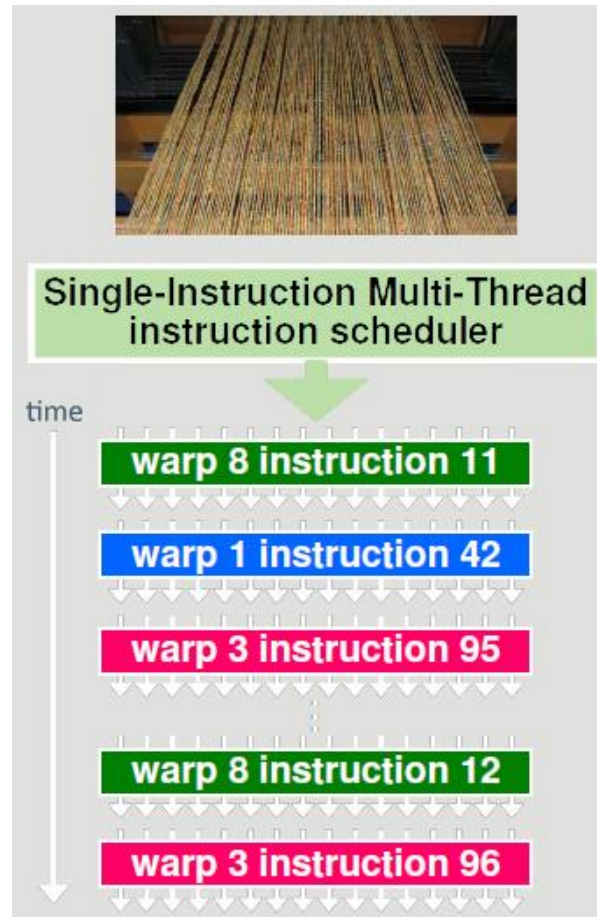 Single-Instruction Multi-Thread
instruction scheduler
time
warp 8 instruction 11
warp 1 instruction 42
warp 3 instruction 95
warp 8 instruction 12
warp 3 instruction 96